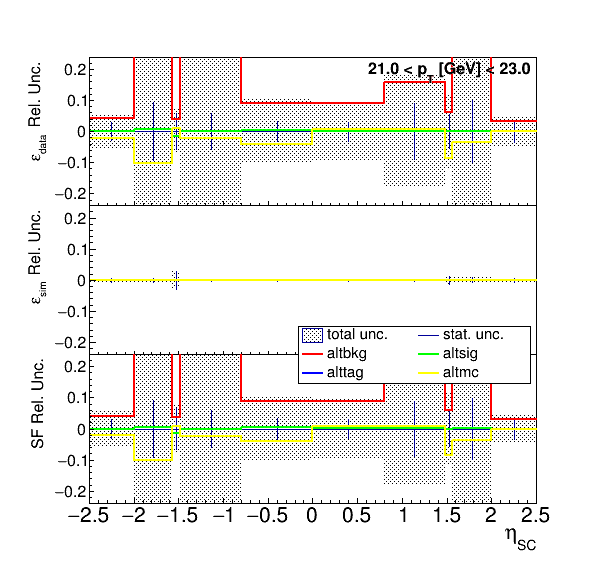 21.0 < p_T [GeV] < 23.0
ε_data Rel. Unc.
0.2
0.1
0
−0.1
−0.2
ε_sim Rel. Unc.
0.2
0.1
0
−0.1
−0.2
total unc. stat. unc.
altbkg altsig
alttag altmc
SF Rel. Unc.
0.2
0.1
0
−0.1
−0.2
−2.5 −2 −1.5 −1 −0.5 0 0.5 1 1.5 2 2.5
η_SC